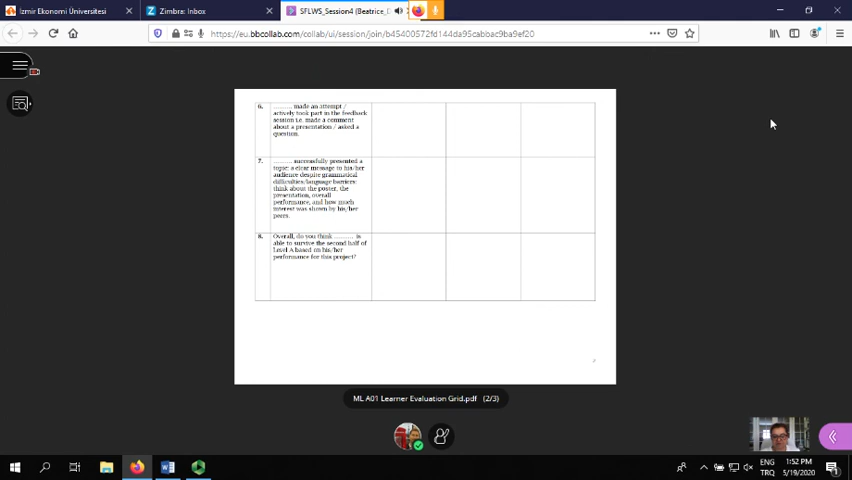 İzmir Ekonomi Üniversitesi
Zimbra: Inbox
SFLWS_Session4 (Beatrice_
https://eu.bbcollab.com/collab/ui/session/join/b45400572fd144da95cabbac9ba9ef20
6.
.......... made an attempt /
actively took part in the feedback
session i.e. made a comment
about a presentation / asked a
question.
7.
.......... successfully presented a
topic: a clear message to his/her
audience despite grammatical
difficulties/language barriers:
think about the poster, the
presentation, overall
performance, and how much
interest was shown by his/her
peers.
8.
Overall, do you think .......... is
able to survive the second half of
Level A based on his/her
performance for this project?
ML A01 Learner Evaluation Grid.pdf (2/3)
ENG
TRQ
1:52 PM
5/19/2020